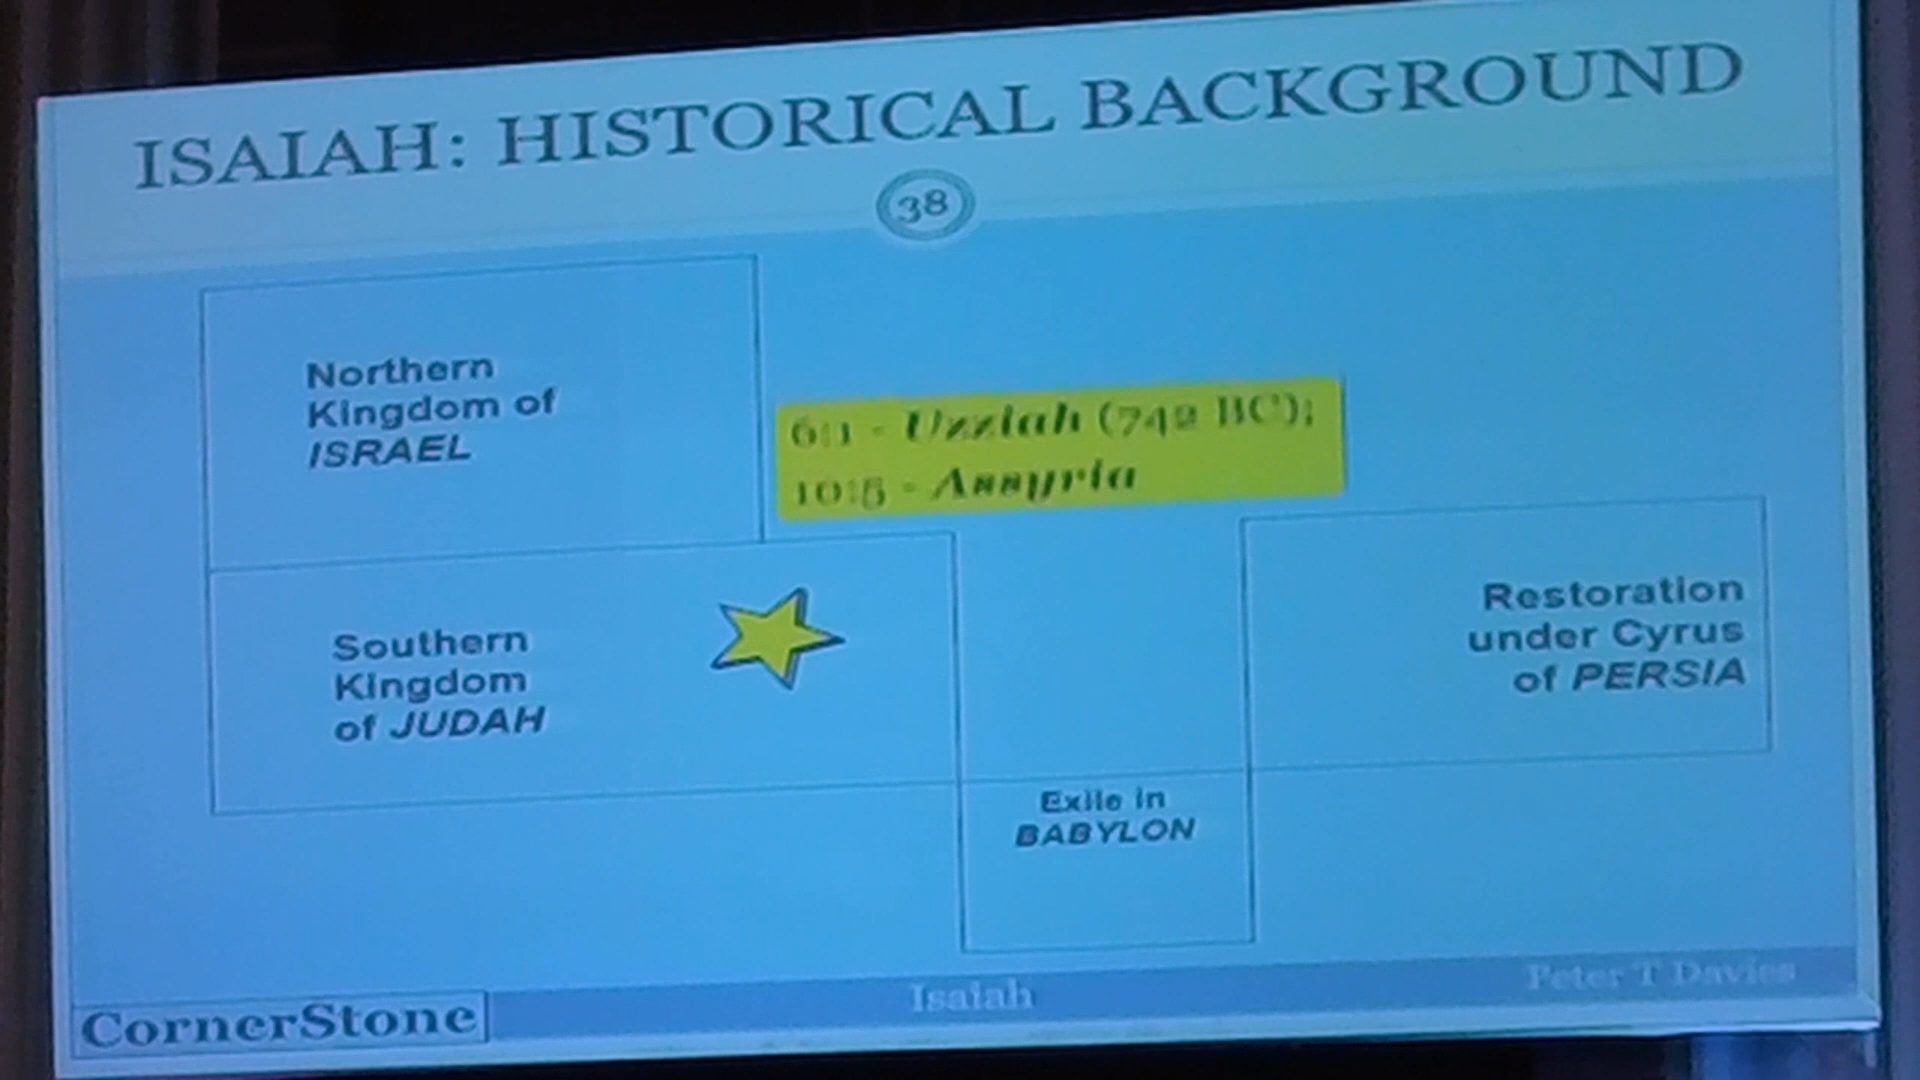 ISAIAH: HISTORICAL BACKGROUND
38
Northern
Kingdom of
ISRAEL
6:1 - Uzziah (742 BC);
10:5 - Assyria
Southern
Kingdom
of JUDAH
Restoration
under Cyrus
of PERSIA
Exile in
BABYLON
CornerStone
Isaiah
Peter T Davies